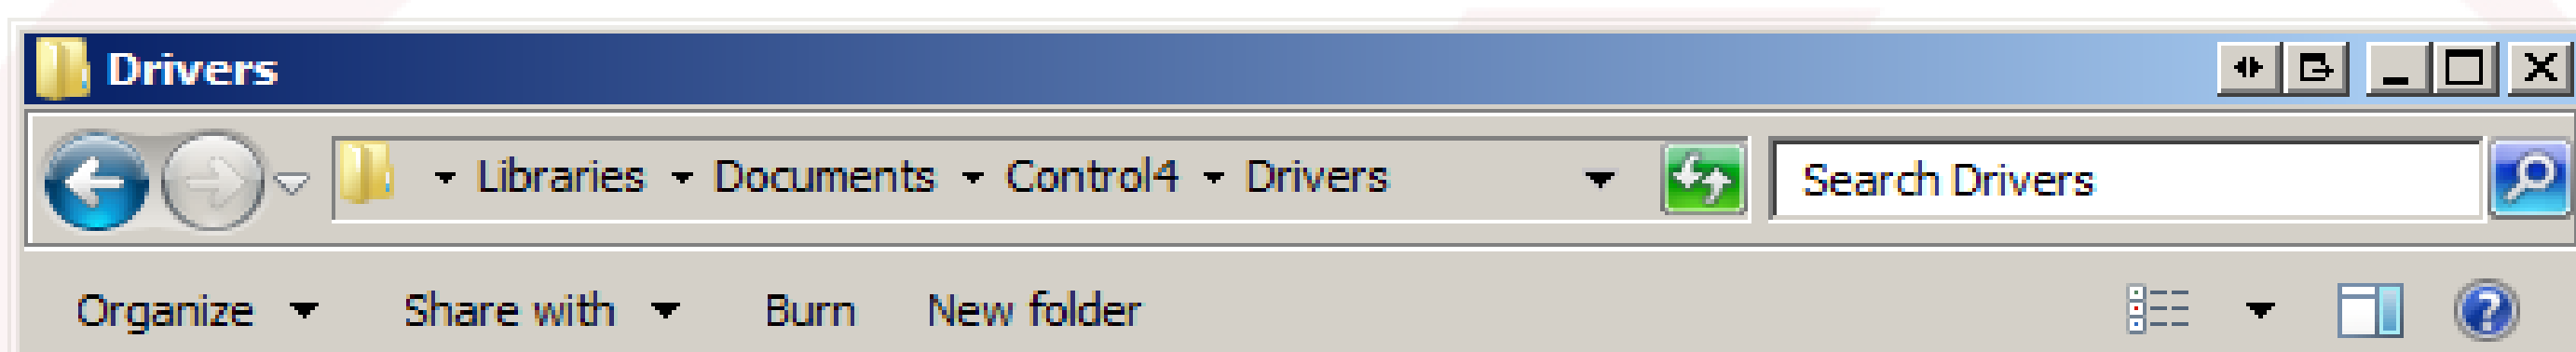 Drivers
Libraries Documents Control4 Drivers Search Drivers
Organize Share with Burn New folder